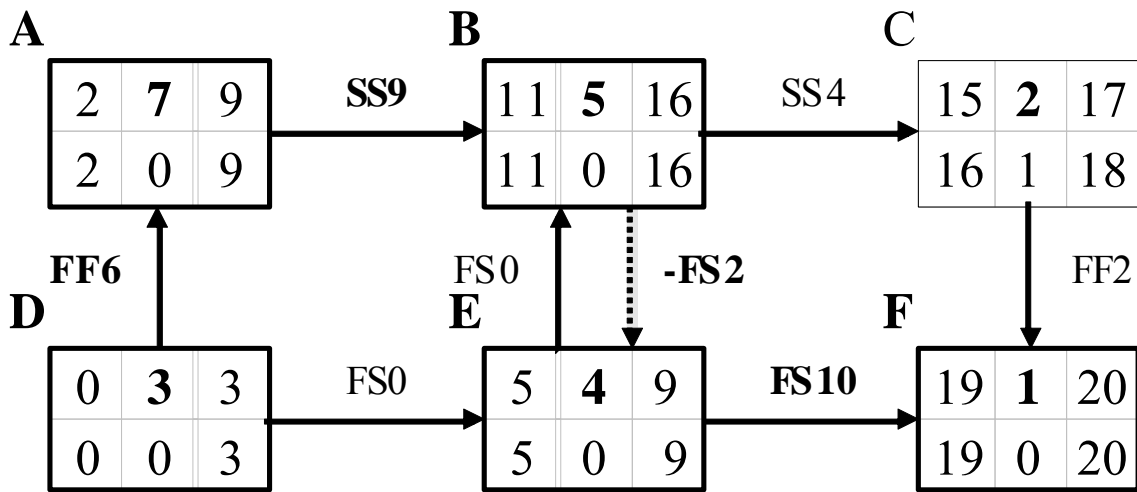 A B C
2 7 9 SS9 11 5 16 SS4 15 2 17
2 0 9 11 0 16 16 1 18
FF6 FS0 -FS2 FF2
D E F
0 3 3 FS0 5 4 9 FS10 19 1 20
0 0 3 5 0 9 19 0 20